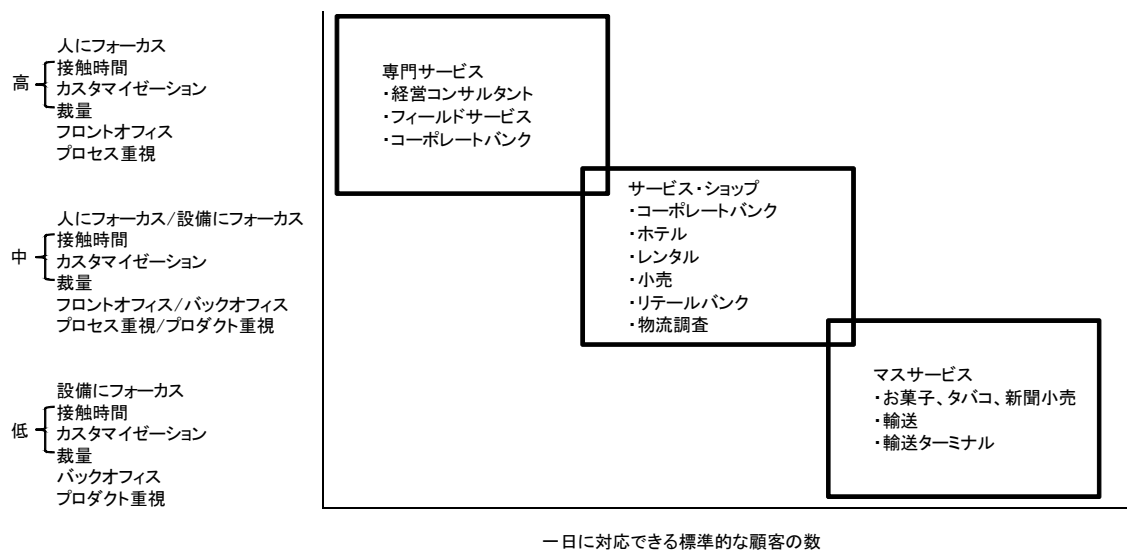 人にフォーカス
高
接触時間
カスタマイゼーション
裁量
フロントオフィス
プロセス重視
人にフォーカス/設備にフォーカス
中
接触時間
カスタマイゼーション
裁量
フロントオフィス/バックオフィス
プロセス重視/プロダクト重視
設備にフォーカス
低
接触時間
カスタマイゼーション
裁量
バックオフィス
プロダクト重視
専門サービス
・経営コンサルタント
・フィールドサービス
・コーポレートバンク
サービス・ショップ
・コーポレートバンク
・ホテル
・レンタル
・小売
・リテールバンク
・物流調査
マスサービス
・お菓子、タバコ、新聞小売
・輸送
・輸送ターミナル
一日に対応できる標準的な顧客の数